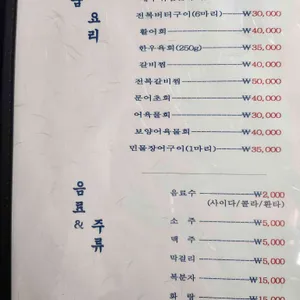 요리
전복버터구이(6마리) ₩30,000
활어회 ₩40,000
한우육회(250g) ₩35,000
갈비찜 ₩40,000
전복갈비찜 ₩50,000
문어초회 ₩40,000
어육물회 ₩30,000
보양어육물회 ₩40,000
민물장어구이(1마리) ₩35,000
음료 & 주류
음료수 ₩2,000
(사이다/콜라/환타)
소주 ₩5,000
맥주 ₩5,000
막걸리 ₩5,000
복분자 ₩15,000
화랑